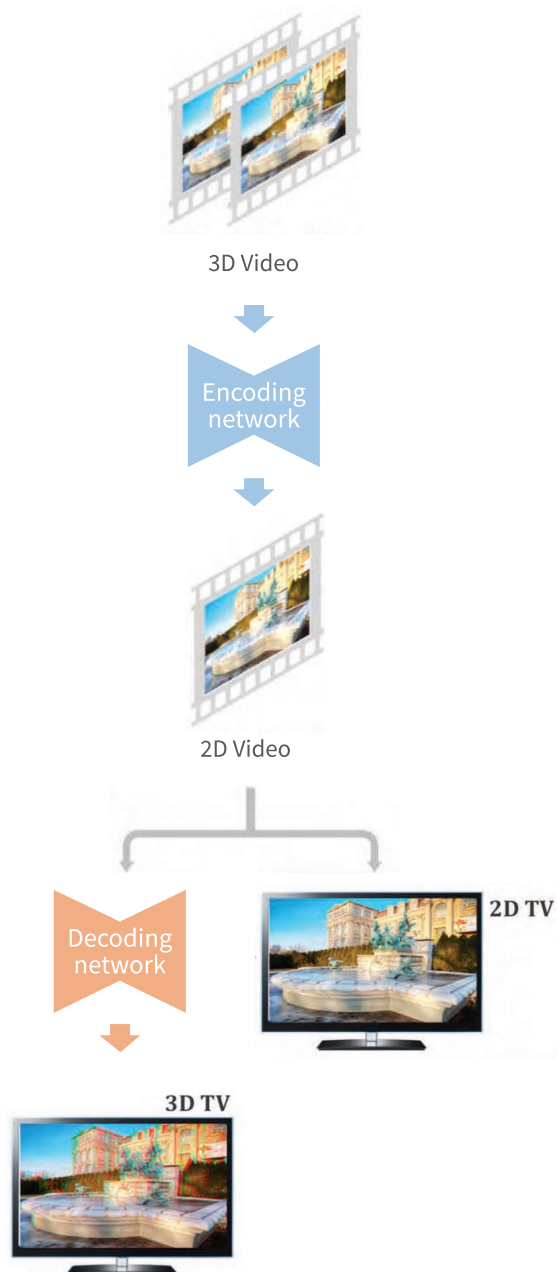 3D Video
Encoding
network
2D Video
2D TV
Decoding
network
3D TV